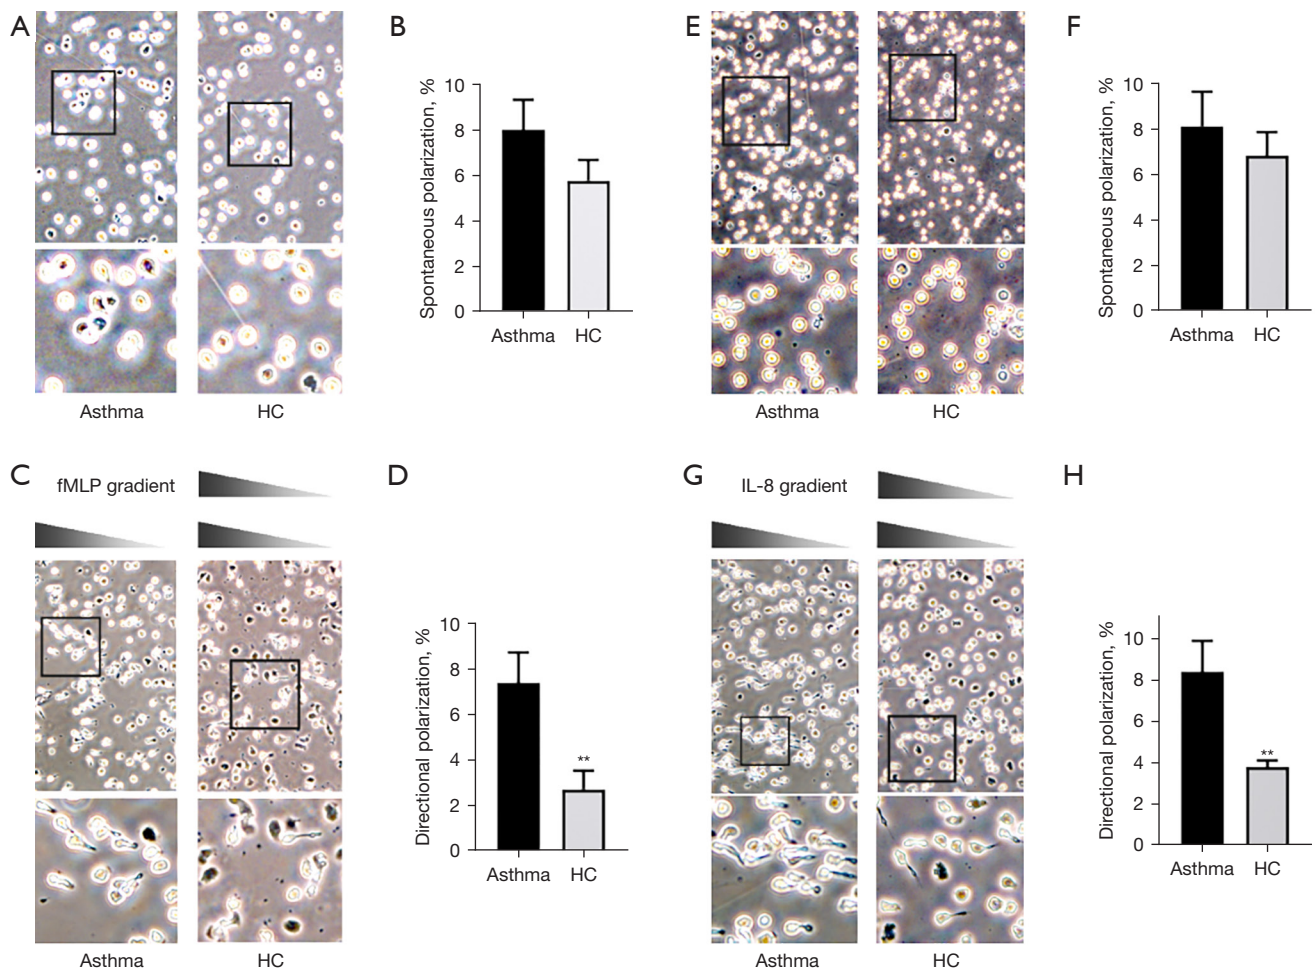 A
Asthma
HC
B
Spontaneous polarization, %
10
8
6
4
2
0
Asthma
HC
E
Asthma
HC
F
Spontaneous polarization, %
10
8
6
4
2
0
Asthma
HC
C
fMLP gradient
Asthma
HC
D
Directional polarization, %
10
8
6
4
2
0
**
Asthma
HC
G
IL-8 gradient
Asthma
HC
H
Directional polarization, %
10
8
6
4
2
0
**
Asthma
HC